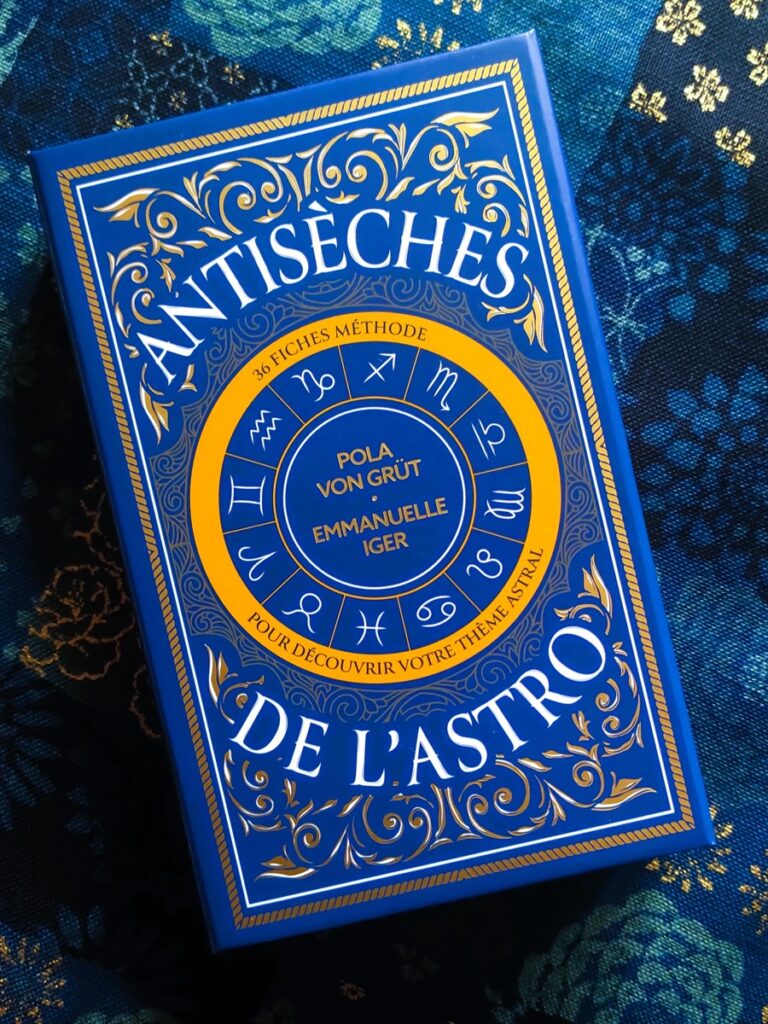 ANTISÈCHES
36 FICHES MÉTHODE
POLA
VON GRÜT
•
EMMANUELLE
IGER
POUR DÉCOUVRIR VOTRE THÈME ASTRAL
DE L'ASTRO